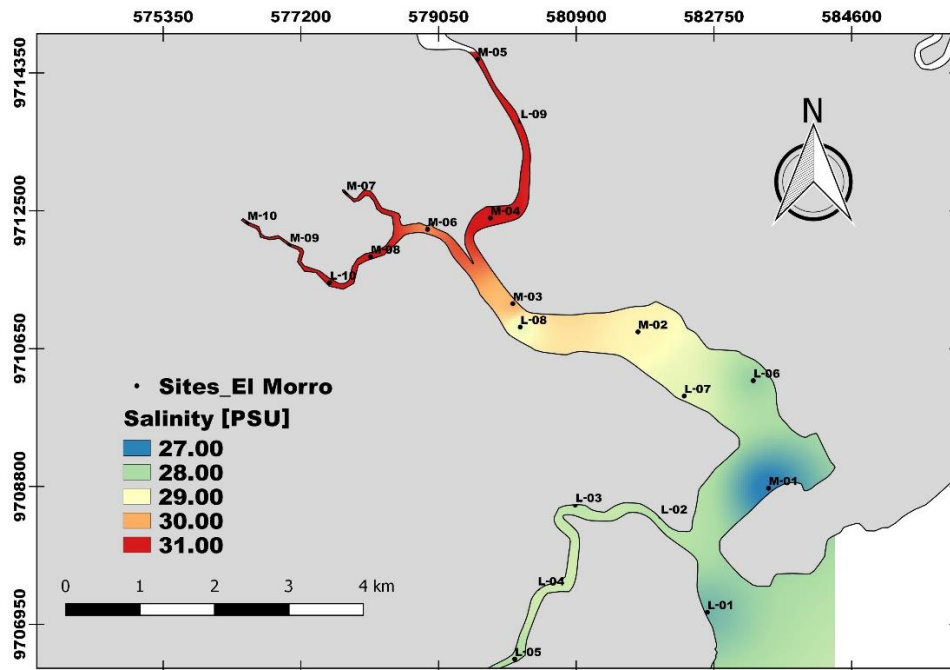 575350 577200 579050 580900 582750 584600
9714350
M-05
L-09
N
M-07
9712500
M-10
M-04
M-06
M-09
M-08
L-10
M-03
L-08
M-02
9710650
L-06
• Sites_El Morro
L-07
Salinity [PSU]
27.00
28.00
29.00
30.00
31.00
9708800
M-01
L-03
L-02
0 1 2 3 4 km
L-04
9706950
L-01
L-05